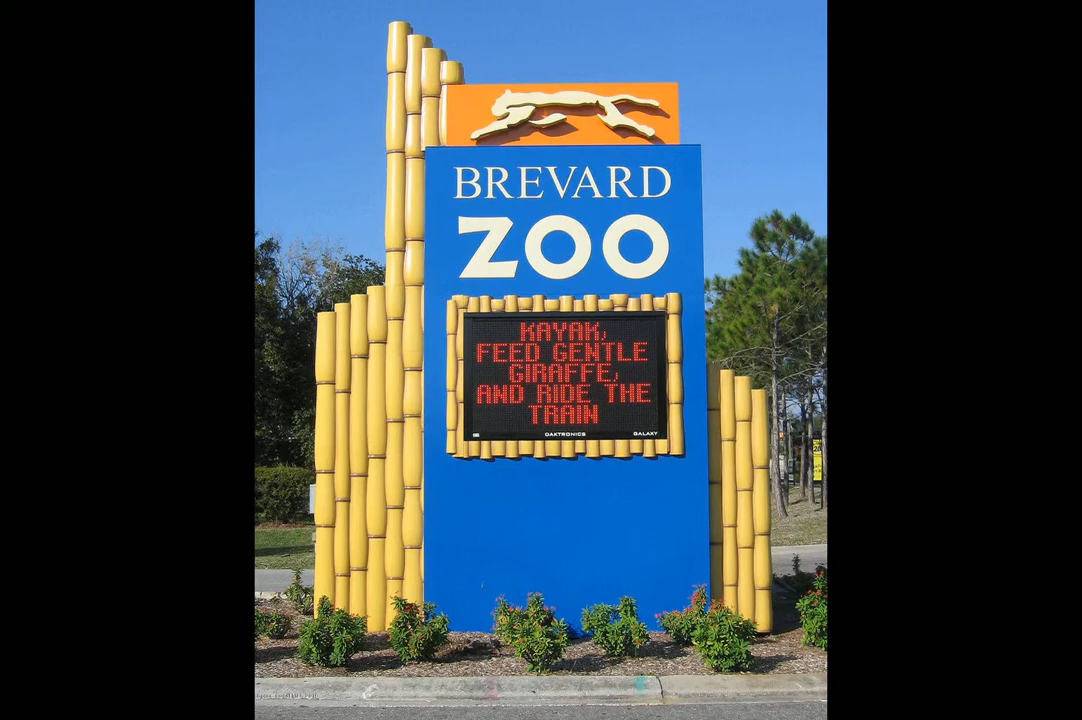 BREVARD
ZOO
KAYAK,
FEED GENTLE
GIRAFFE,
AND RIDE THE
TRAIN
DAKTRONICS GALAXY